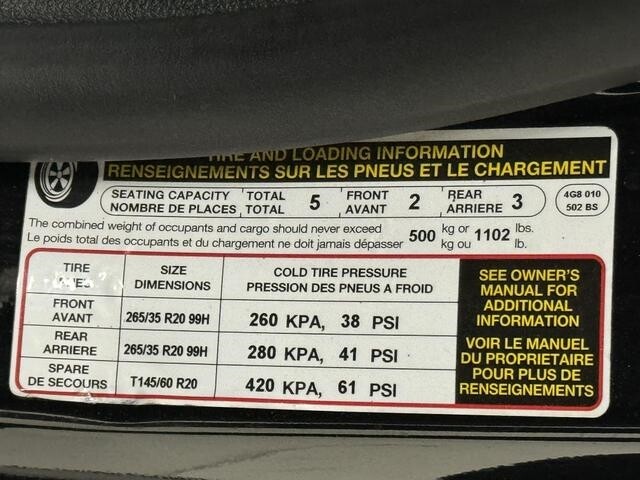 TIRE AND LOADING INFORMATION
RENSEIGNEMENTS SUR LES PNEUS ET LE CHARGEMENT
SEATING CAPACITY TOTAL 5 FRONT 2 REAR 3
NOMBRE DE PLACES TOTAL AVANT ARRIERE
4G8 010
502 BS
The combined weight of occupants and cargo should never exceed 500 kg or 1102 lbs.
Le poids total des occupants et du chargement ne doit jamais dépasser kg ou lb.
TIRE SIZE COLD TIRE PRESSURE
DIMENSIONS PRESSION DES PNEUS A FROID
FRONT
AVANT 265/35 R20 99H 260 KPA, 38 PSI
REAR
ARRIERE 265/35 R20 99H 280 KPA, 41 PSI
SPARE
DE SECOURS T145/60 R20 420 KPA, 61 PSI
SEE OWNER'S
MANUAL FOR
ADDITIONAL
INFORMATION
VOIR LE MANUEL
DU PROPRIETAIRE
POUR PLUS DE
RENSEIGNEMENTS